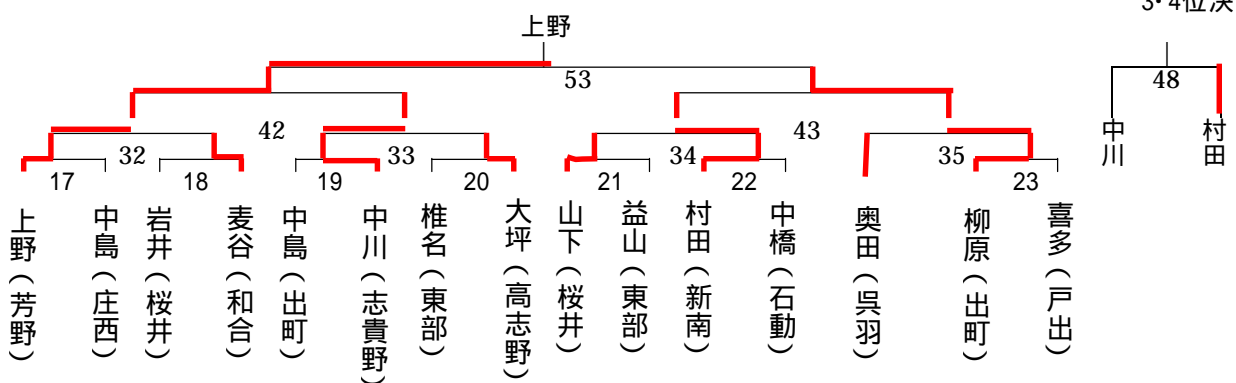 3・4位決
上野
53
48
42
43
中川
村田
32
33
34
35
17
18
19
20
21
22
23
上野(芳野)
中島(庄西)
岩井(桜井)
麦谷(和合)
中島(出町)
中川(志貴野)
椎名(東部)
大坪(高志野)
山下(桜井)
益山(東部)
村田(新南)
中橋(石動)
奥田(呉羽)
柳原(出町)
喜多(戸出)